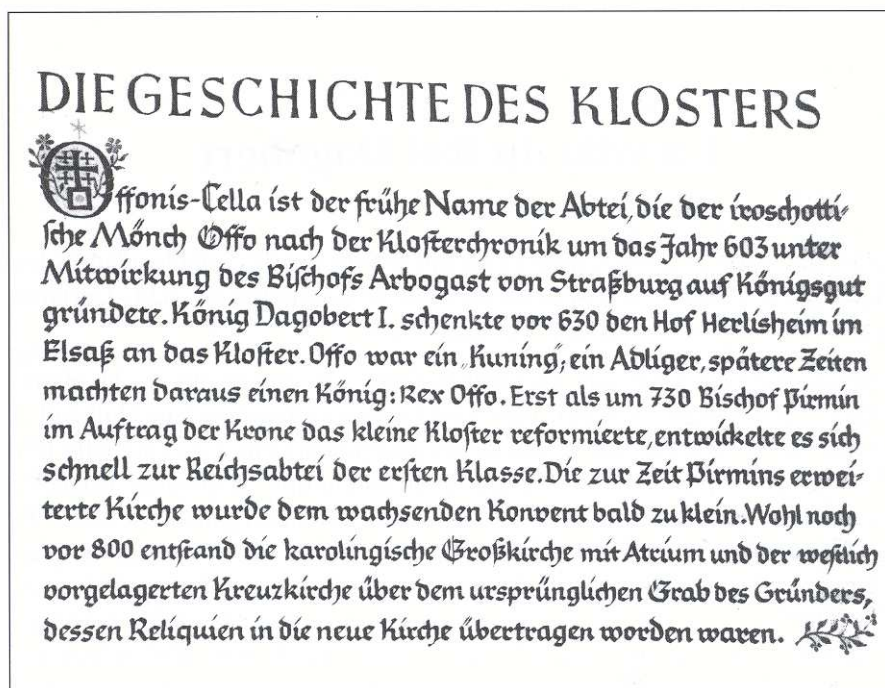 DIE GESCHICHTE DES KLOSTERS
Offonis-Cella ist der frühe Name der Abtei, die der iroschotti-
sche Mönch Offo nach der Klosterchronik um das Jahr 603 unter
Mitwirkung des Bischofs Arbogast von Straßburg auf Königsgut
gründete. König Dagobert I. schenkte vor 630 den Hof Herlisheim im
Elsaß an das Kloster. Offo war ein „Kuning“, ein Adliger, spätere Zeiten
machten daraus einen König: Rex Offo. Erst als um 730 Bischof Pirmin
im Auftrag der Krone das kleine Kloster reformierte, entwickelte es sich
schnell zur Reichsabtei der ersten Klasse. Die zur Zeit Pirmins erwei-
terte Kirche wurde dem wachsenden Konvent bald zu klein. Wohl noch
vor 800 entstand die karolingische Großkirche mit Atrium und der westlich
vorgelagerten Kreuzkirche über dem ursprünglichen Grab des Gründers,
dessen Reliquien in die neue Kirche übertragen worden waren.